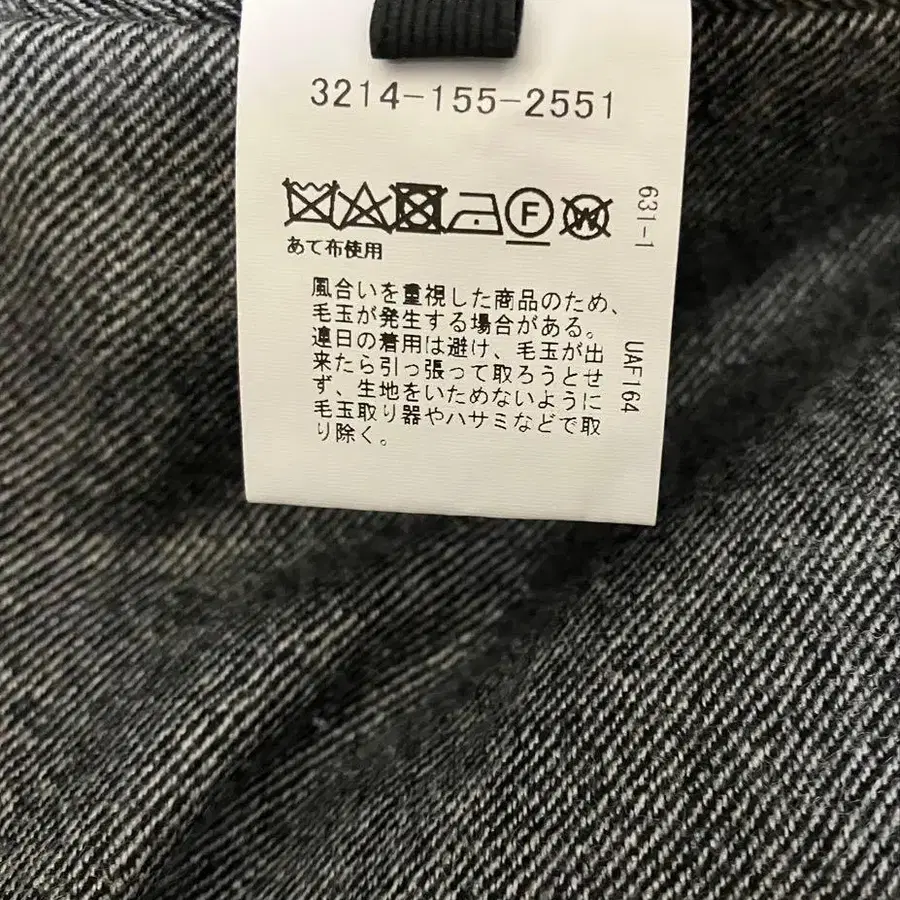 3214-155-2551
F
W
あて布使用
風合いを重視した商品のため、
毛玉が発生する場合がある。
連日の着用は避け、毛玉が出
来たら引っ張って取ろうとせ
ず、生地をいためないように
毛玉取り器やハサミなどで取
り除く。
631-1
UAF164